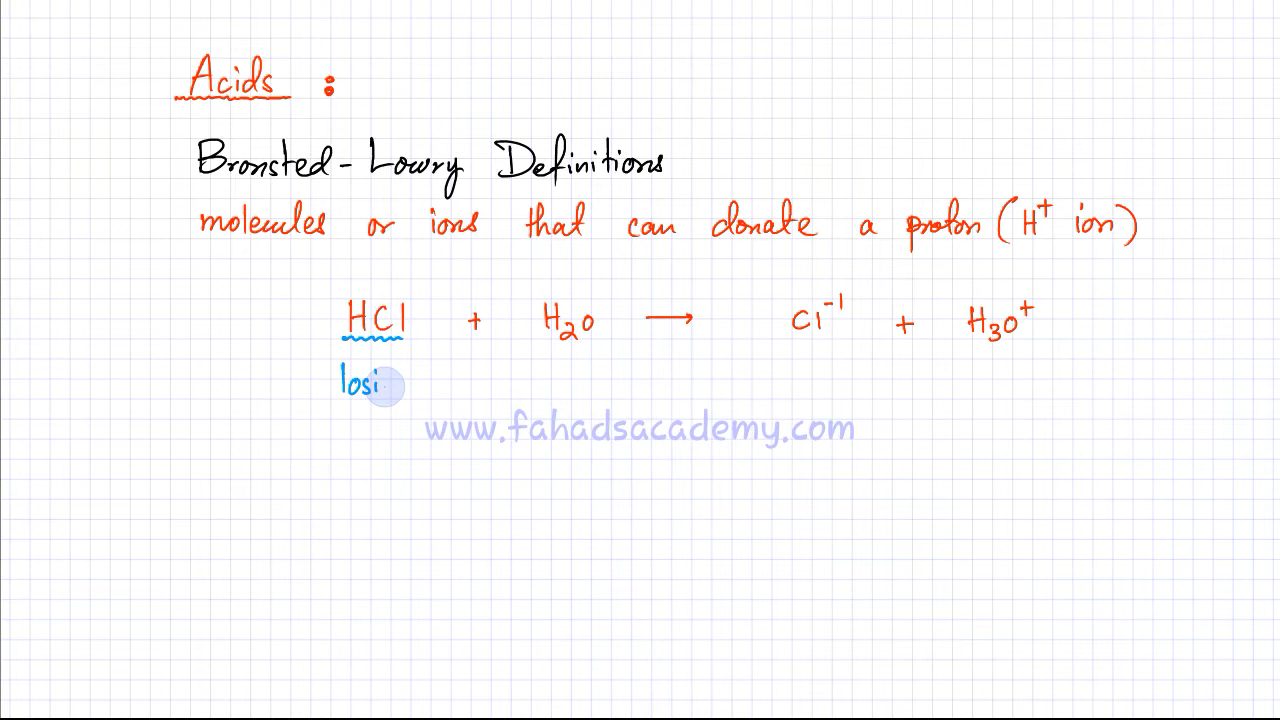 Acids :
Bronsted-Lowry Definitions
molecules or ions that can donate a proton (H⁺ ion)
HCl + H₂O → Cl⁻¹ + H₃O⁺
losi
www.fahadsacademy.com